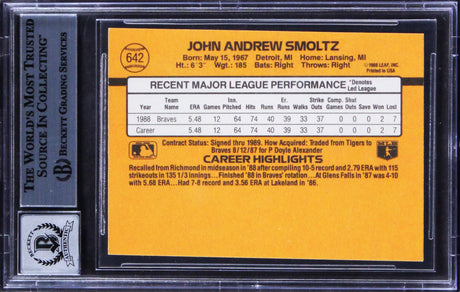 THE WORLD'S MOST TRUSTED
SOURCE IN COLLECTING™
BECKETT GRADING SERVICES
BECKETT
AUTHENTIC
642
JOHN ANDREW SMOLTZ
Born: May 15, 1967 Detroit, MI Home: Lansing, MI
Ht.: 6'3" Wgt.: 185 Bats: Right Throws: Right
©1988 LEAF, INC.
Printed in USA
RECENT MAJOR LEAGUE PERFORMANCE
*Denotes
Led League
Year Team Name ERA Games Inn. Pitched Hits Runs Er. Runs Walks Strike Outs Comp. Games Shut Outs Save Won Lost
1988 Braves 5.48 12 64 74 40 39 33 37 0 0 0 2 7
Career 5.48 12 64 74 40 39 33 37 0 0 0 2 7
Contract Status: Signed thru 1989. How Acquired: Traded from Tigers to
Braves 8/12/87 for P Doyle Alexander
CAREER HIGHLIGHTS
Recalled from Richmond in midseason in '88 after compiling 10-5 record and 2.79 ERA with 115
strikeouts in 135 1/3 innings...Finished '88 in Braves' rotation...At Glens Falls in '87 was 4-10
with 5.68 ERA...Had 7-8 record and 3.56 ERA at Lakeland in '86.